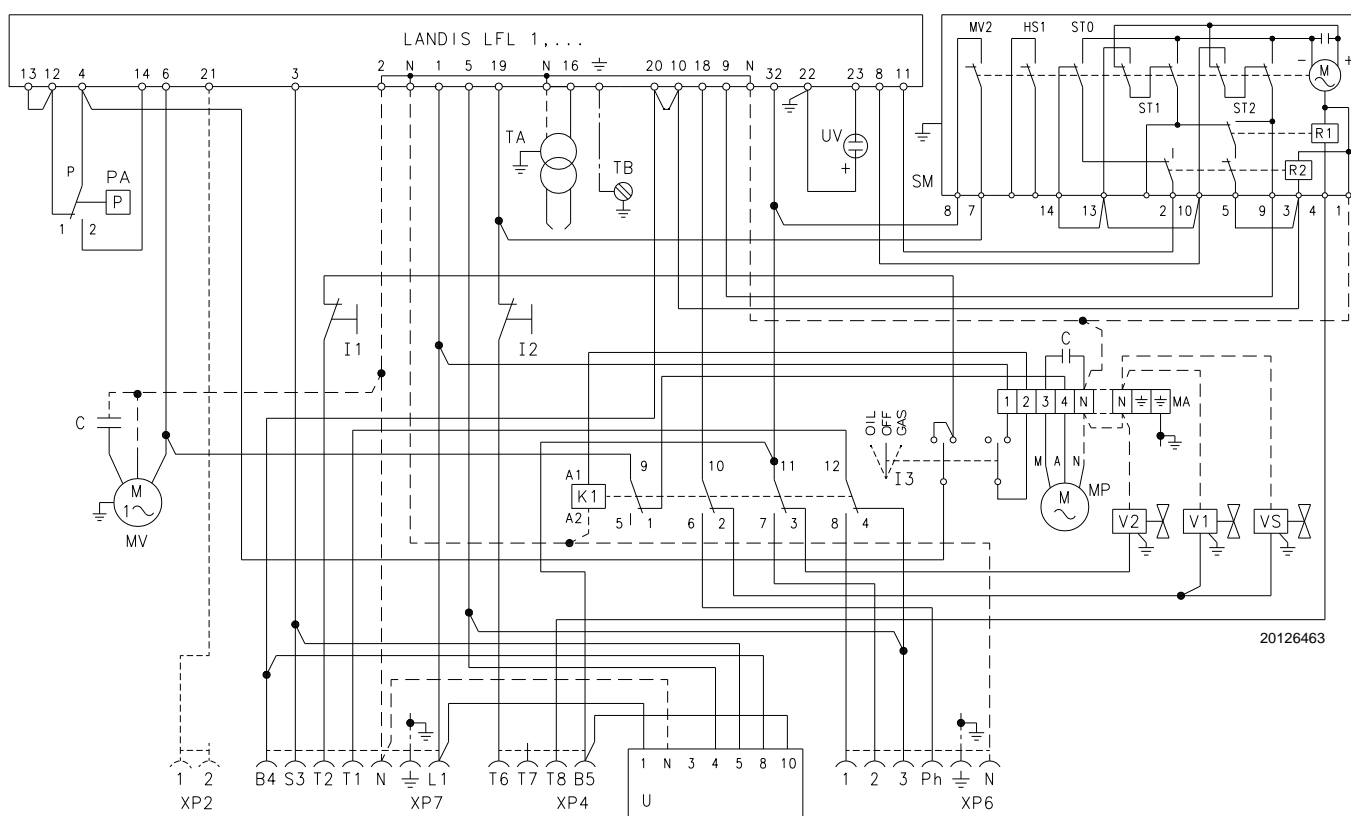 LANDIS LFL 1,...
MV2 HS1 ST0
13 12 4 14 6 21 3 2 N 1 5 19 N 16 20 10 18 9 N 32 22 23 8 11
- M +
ST1 ST2
R1
TA UV
+
R2
P PA
P
TB
SM
1 2
8 7 14 13 2 10 5 9 3 4 1
I1 I2
C
C
1 2 3 4 N N MA
OIL
OFF
GAS
9 10 11 12
I3
M A N
A1
K1
A2
M
1
MV
M
MP
5 1 6 2 7 3 8 4
V2 V1 VS
20126463
1 N 3 4 5 8 10
1 2 B4 S3 T2 T1 N L1 T6 T7 T8 B5 1 2 3 Ph N
XP2 XP7 XP4 U XP6